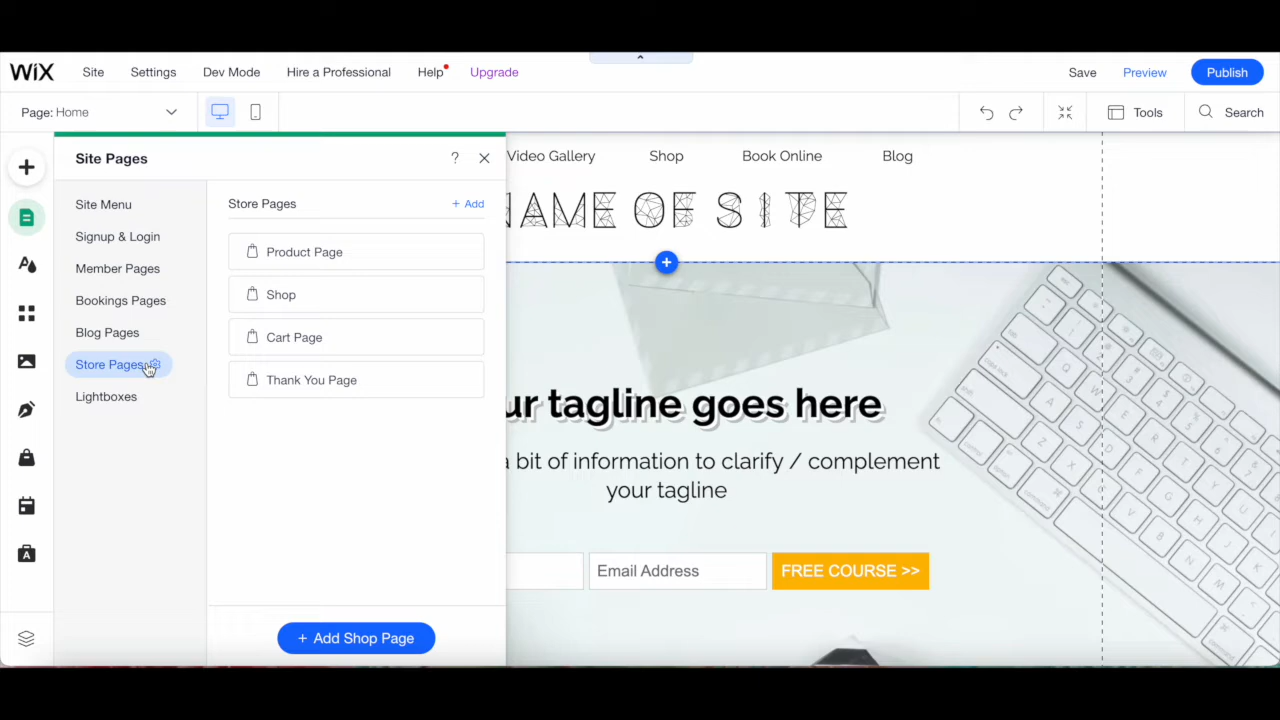 WiX Site Settings Dev Mode Hire a Professional Help Upgrade Save Preview Publish
Page: Home Tools Search
Site Pages ?
Site Menu
Signup & Login
Member Pages
Bookings Pages
Blog Pages
Store Pages
Lightboxes
Store Pages + Add
Product Page
Shop
Cart Page
Thank You Page
+ Add Shop Page
Video Gallery Shop Book Online Blog
NAME OF SITE
ur tagline goes here
a bit of information to clarify / complement
your tagline
Email Address FREE COURSE >>